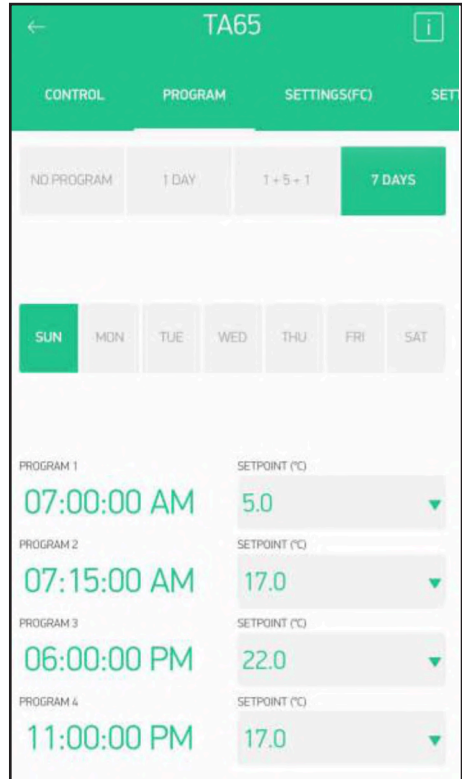 ← TA65 i
CONTROL PROGRAM SETTINGS(FC) SET
NO PROGRAM 1 DAY 1 + 5 + 1 7 DAYS
SUN MON TUE WED THU FRI SAT
PROGRAM 1 SETPOINT (°C)
07:00:00 AM 5.0
PROGRAM 2 SETPOINT (°C)
07:15:00 AM 17.0
PROGRAM 3 SETPOINT (°C)
06:00:00 PM 22.0
PROGRAM 4 SETPOINT (°C)
11:00:00 PM 17.0